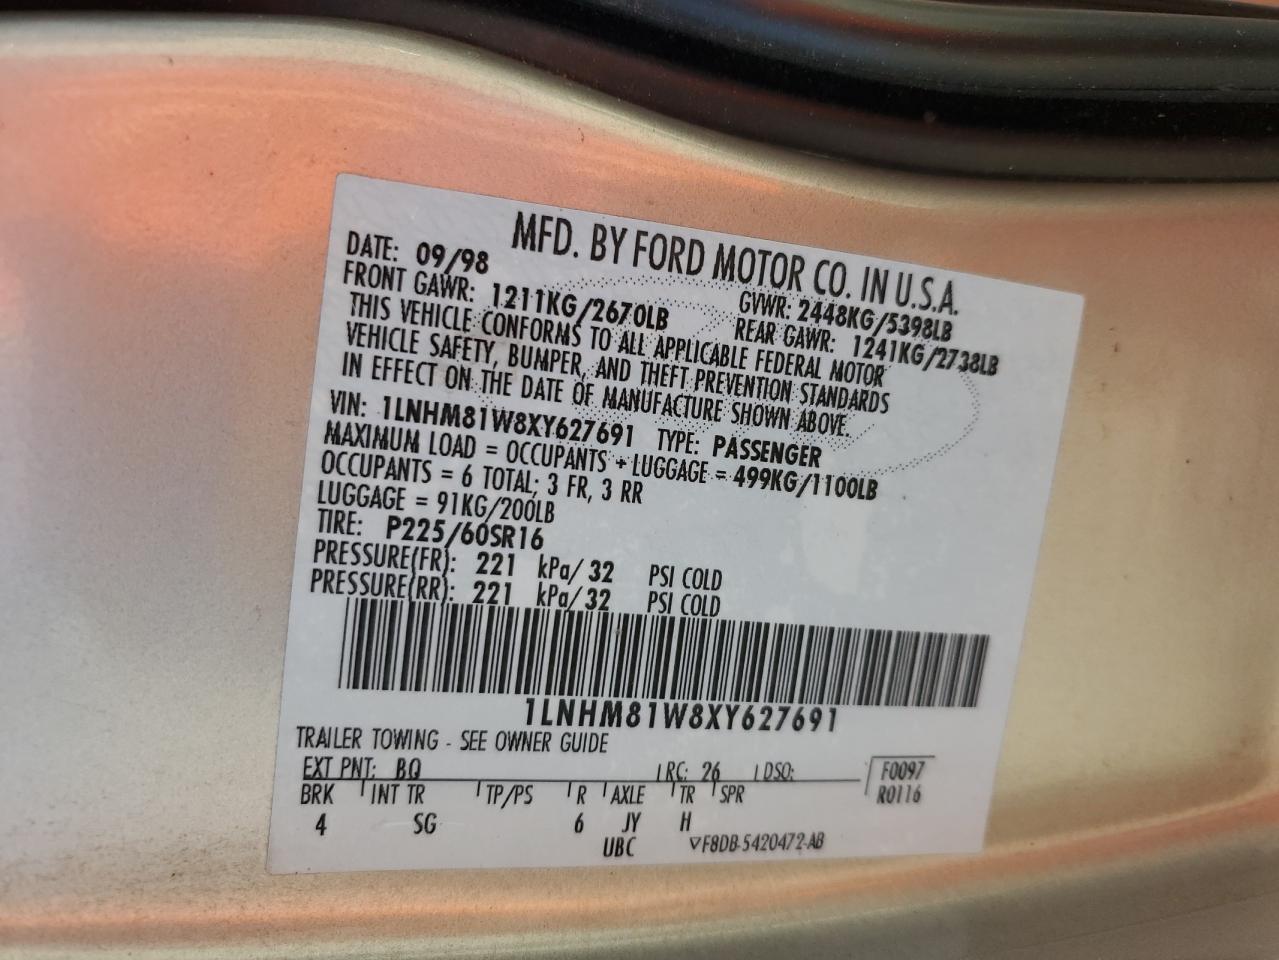 MFD. BY FORD MOTOR CO. IN U.S.A.
DATE: 09/98 GVWR: 2448KG/5398LB
FRONT GAWR: 1211KG/2670LB REAR GAWR: 1241KG/2738LB
THIS VEHICLE CONFORMS TO ALL APPLICABLE FEDERAL MOTOR
VEHICLE SAFETY, BUMPER, AND THEFT PREVENTION STANDARDS
IN EFFECT ON THE DATE OF MANUFACTURE SHOWN ABOVE.
VIN: 1LNHM81W8XY627691 TYPE: PASSENGER
MAXIMUM LOAD = OCCUPANTS + LUGGAGE = 499KG/1100LB
OCCUPANTS = 6 TOTAL; 3 FR, 3 RR
LUGGAGE = 91KG/200LB
TIRE: P225/60SR16
PRESSURE(FR): 221 kPa/ 32 PSI COLD
PRESSURE(RR): 221 kPa/ 32 PSI COLD
1LNHM81W8XY627691
TRAILER TOWING - SEE OWNER GUIDE
EXT PNT: BQ RC: 26 DSO: F0097
BRK INT TR TP/PS R AXLE TR SPR R0116
4 SG 6 JY H
UBC ▽F8DB-5420472-AB